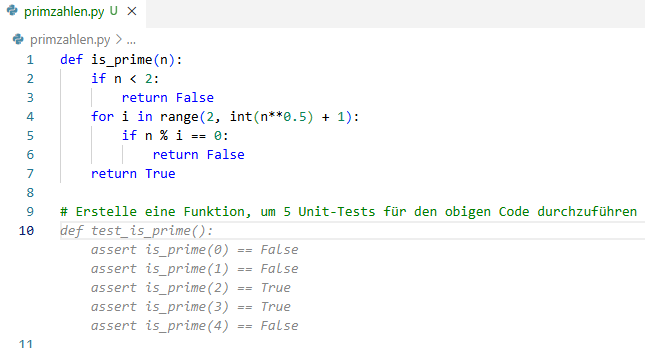 primzahlen.py U ×
primzahlen.py > ...
1 def is_prime(n):
2     if n < 2:
3         return False
4     for i in range(2, int(n**0.5) + 1):
5         if n % i == 0:
6             return False
7     return True
8
9 # Erstelle eine Funktion, um 5 Unit-Tests für den obigen Code durchzuführen
10 def test_is_prime():
    assert is_prime(0) == False
    assert is_prime(1) == False
    assert is_prime(2) == True
    assert is_prime(3) == True
    assert is_prime(4) == False
11